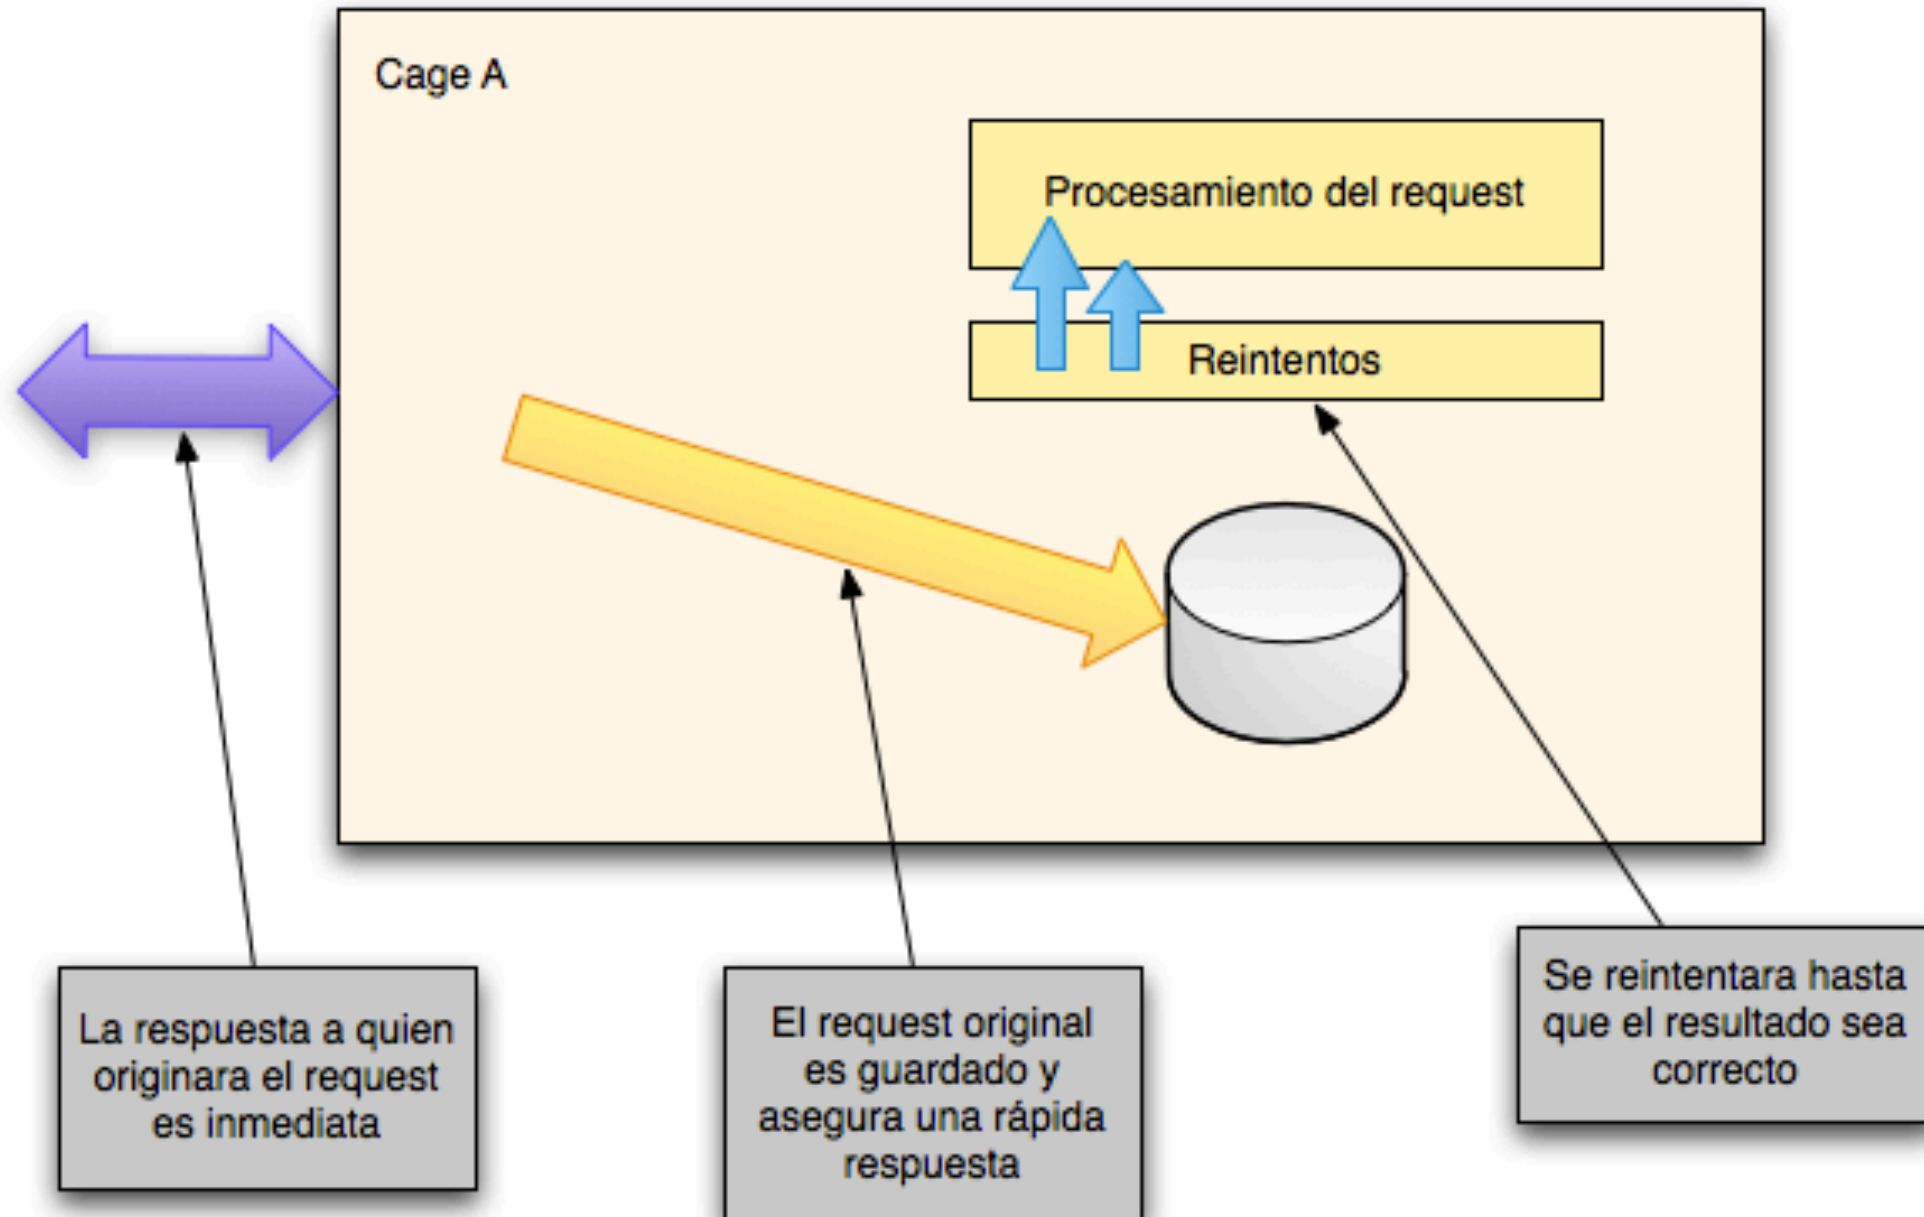 Cage A
Procesamiento del request
Reintentos
La respuesta a quien
originara el request
es inmediata
El request original
es guardado y
asegura una rápida
respuesta
Se reintentara hasta
que el resultado sea
correcto